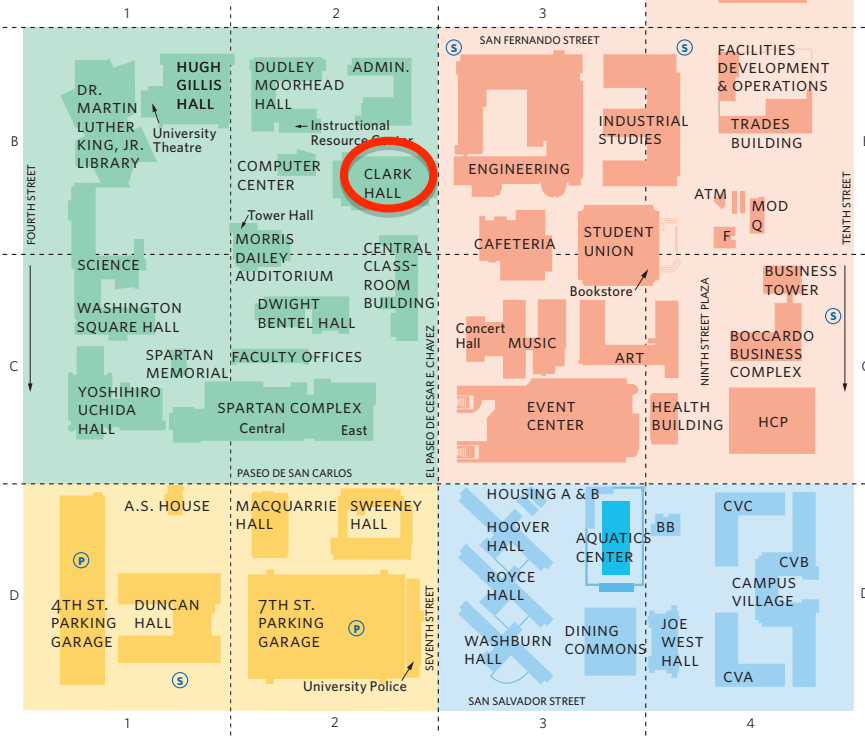 1
2
3
SAN FERNANDO STREET
S
S
HUGH
GILLIS
HALL
DUDLEY
MOORHEAD
HALL
ADMIN.
FACILITIES
DEVELOPMENT
& OPERATIONS
DR.
MARTIN
LUTHER
KING, JR.
LIBRARY
University
Theatre
Instructional
Resource Center
INDUSTRIAL
STUDIES
TRADES
BUILDING
B
COMPUTER
CENTER
CLARK
HALL
ENGINEERING
FOURTH STREET
TENTH STREET
ATM
MOD
Q
F
Tower Hall
MORRIS
DAILEY
AUDITORIUM
CENTRAL
CLASS-
ROOM
BUILDING
CAFETERIA
STUDENT
UNION
Bookstore
SCIENCE
BUSINESS
TOWER
WASHINGTON
SQUARE HALL
DWIGHT
BENTEL HALL
Concert
Hall
MUSIC
ART
NINTH STREET PLAZA
S
BOCCARDO
BUSINESS
COMPLEX
C
SPARTAN
MEMORIAL
FACULTY OFFICES
EL PASEO DE CESAR E. CHAVEZ
YOSHIHIRO
UCHIDA
HALL
SPARTAN COMPLEX
Central
East
EVENT
CENTER
HEALTH
BUILDING
HCP
PASEO DE SAN CARLOS
A.S. HOUSE
MACQUARRIE
HALL
SWEENEY
HALL
HOUSING A & B
HOOVER
HALL
AQUATICS
CENTER
BB
CVC
P
ROYCE
HALL
CVB
CAMPUS
VILLAGE
D
4TH ST.
PARKING
GARAGE
DUNCAN
HALL
7TH ST.
PARKING
GARAGE
P
SEVENTH STREET
WASHBURN
HALL
DINING
COMMONS
JOE
WEST
HALL
S
University Police
CVA
SAN SALVADOR STREET
1
2
3
4